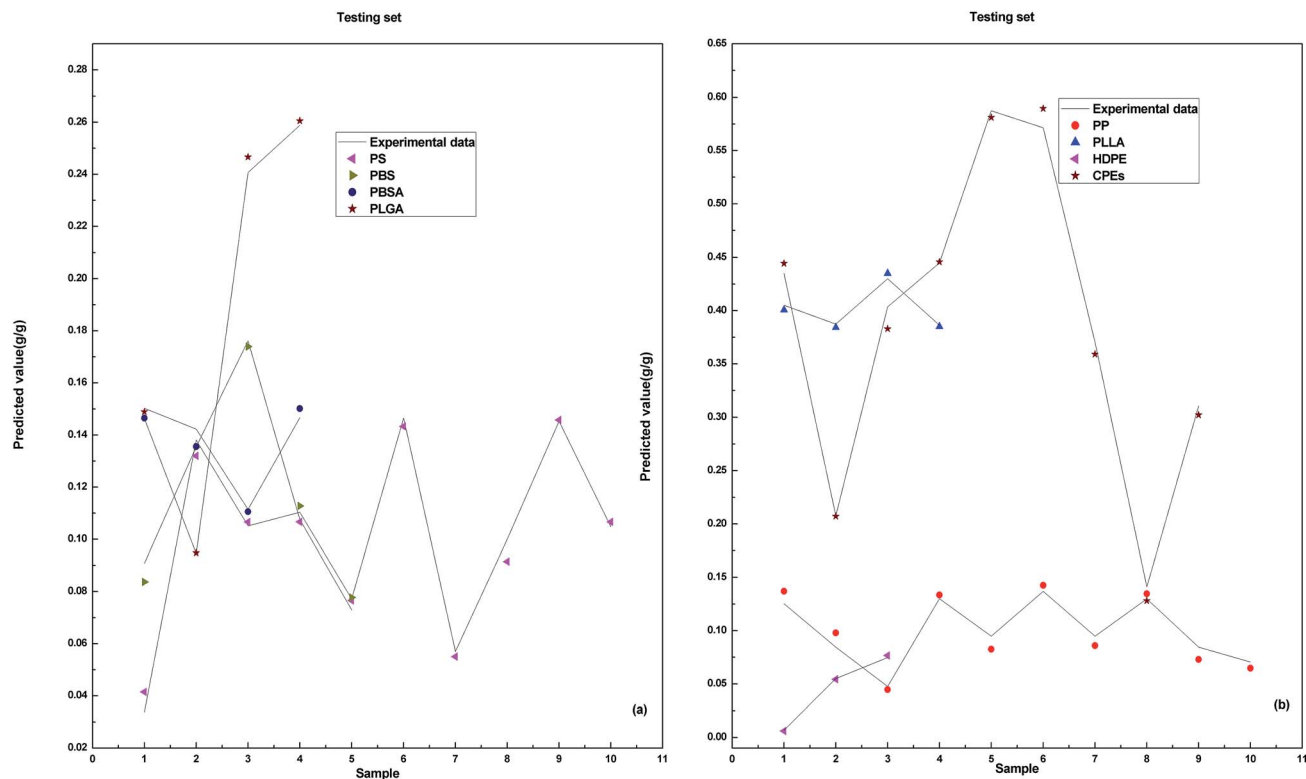 Testing set
0.28
0.26
0.24
0.22
0.20
0.18
0.16
0.14
0.12
0.10
0.08
0.06
0.04
0.02
Predicted value(g/g)
Experimental data
PS
PBS
PBSA
PLGA
(a)
0 1 2 3 4 5 6 7 8 9 10 11
Sample
Testing set
0.65
0.60
0.55
0.50
0.45
0.40
0.35
0.30
0.25
0.20
0.15
0.10
0.05
0.00
Predicted value(g/g)
Experimental data
PP
PLLA
HDPE
CPEs
(b)
0 1 2 3 4 5 6 7 8 9 10 11
Sample